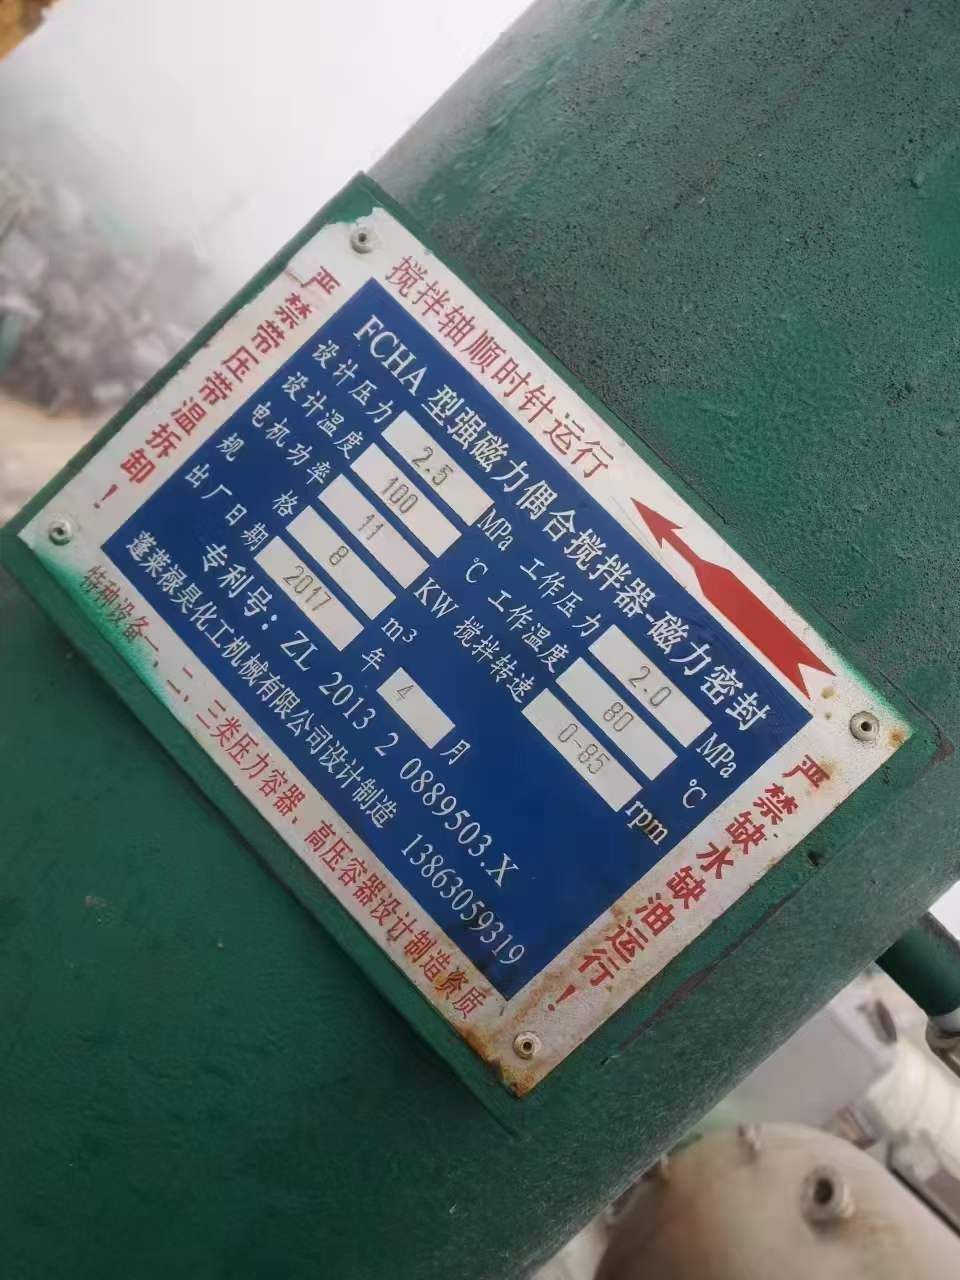 搅拌轴顺时针运行
严禁带压带温拆卸！
FCHA 型强磁力偶合搅拌器-磁力密封
设计压力 2.5 MPa 工作压力 2.0 MPa
设计温度 100 ℃ 工作温度 80 ℃
电机功率 11 KW 搅拌转速 0-85 rpm
规格 8 m³
出厂日期 2017 年 4 月
专利号：ZL 2013 2 0889503.X
蓬莱禄昊化工机械有限公司设计制造 13863059319
特种设备一、二、三类压力容器、高压容器设计制造资质
严禁缺水缺油运行！